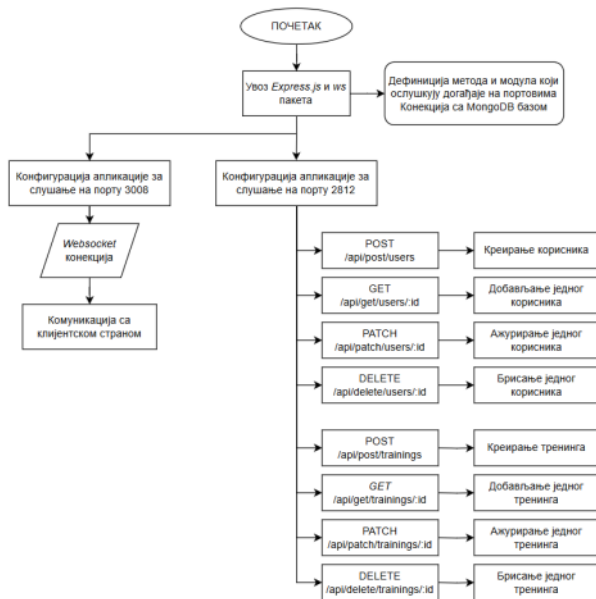 ПОЧЕТАК
Увоз Express.js и ws
пакета
Дефиниција метода и модула који
ослушкују догађаје на портовима
Конекција са MongoDB базом
Конфигурација апликације за
слушање на порту 3008
Конфигурација апликације за
слушање на порту 2812
Websocket
конекција
Комуникација са
клијентском страном
POST
/api/post/users
Креирање корисника
GET
/api/get/users/:id
Добављање једног
корисника
PATCH
/api/patch/users/:id
Ажурирање једног
корисника
DELETE
/api/delete/users/:id
Брисање једног
корисника
POST
/api/post/trainings
Креирање тренинга
GET
/api/get/trainings/:id
Добављање једног
тренинга
PATCH
/api/patch/trainings/:id
Ажурирање једног
тренинга
DELETE
/api/delete/trainings/:id
Брисање једног
тренинга